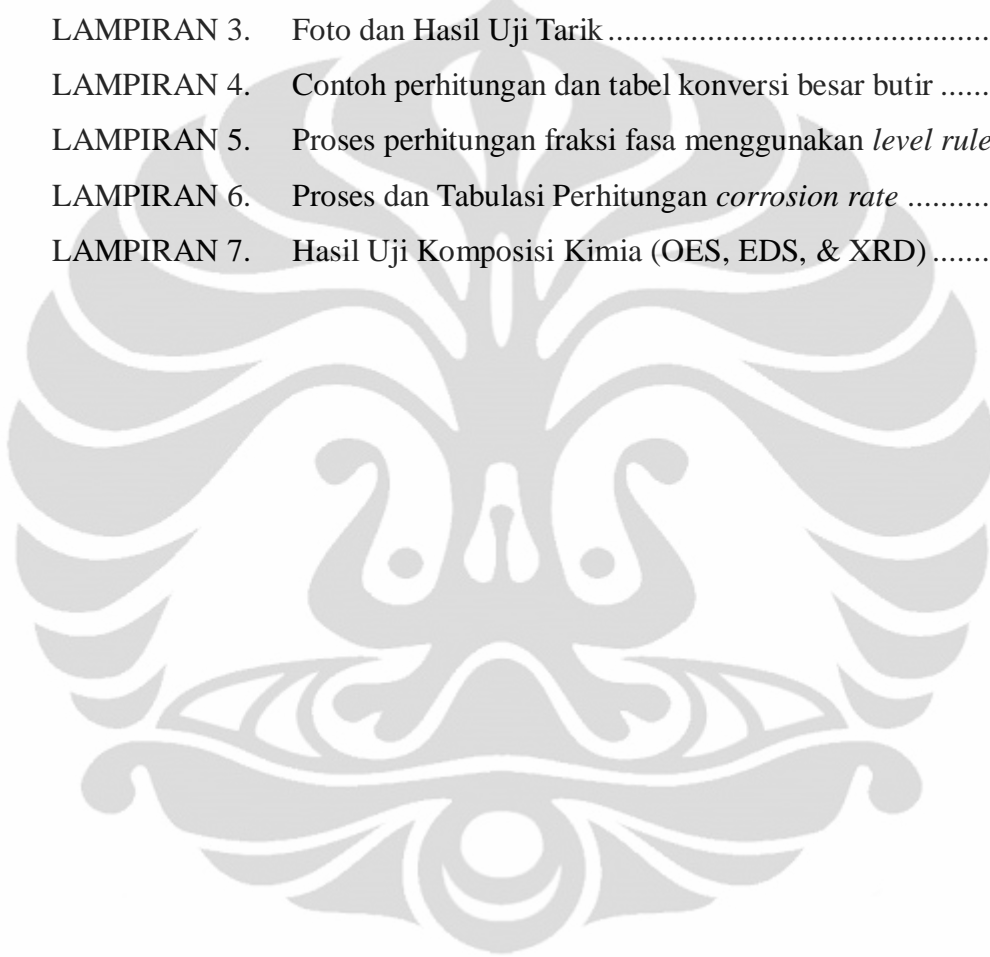 LAMPIRAN 3. Foto dan Hasil Uji Tarik ..............................................
LAMPIRAN 4. Contoh perhitungan dan tabel konversi besar butir ......
LAMPIRAN 5. Proses perhitungan fraksi fasa menggunakan level rule
LAMPIRAN 6. Proses dan Tabulasi Perhitungan corrosion rate ..........
LAMPIRAN 7. Hasil Uji Komposisi Kimia (OES, EDS, & XRD) .......